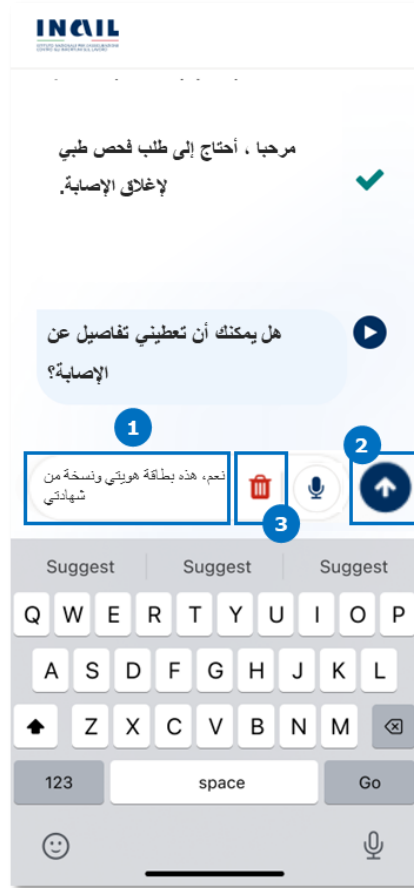 INAIL
مرحبا ، أحتاج إلى طلب فحص طبي
لإغلاق الإصابة.
هل يمكنك أن تعطيني تفاصيل عن
الإصابة؟
1
2
نعم، هذه بطاقة هويتي ونسخة من
شهادتي
3
Suggest Suggest Suggest
Q W E R T Y U I O P
A S D F G H J K L
Z X C V B N M
123 space Go